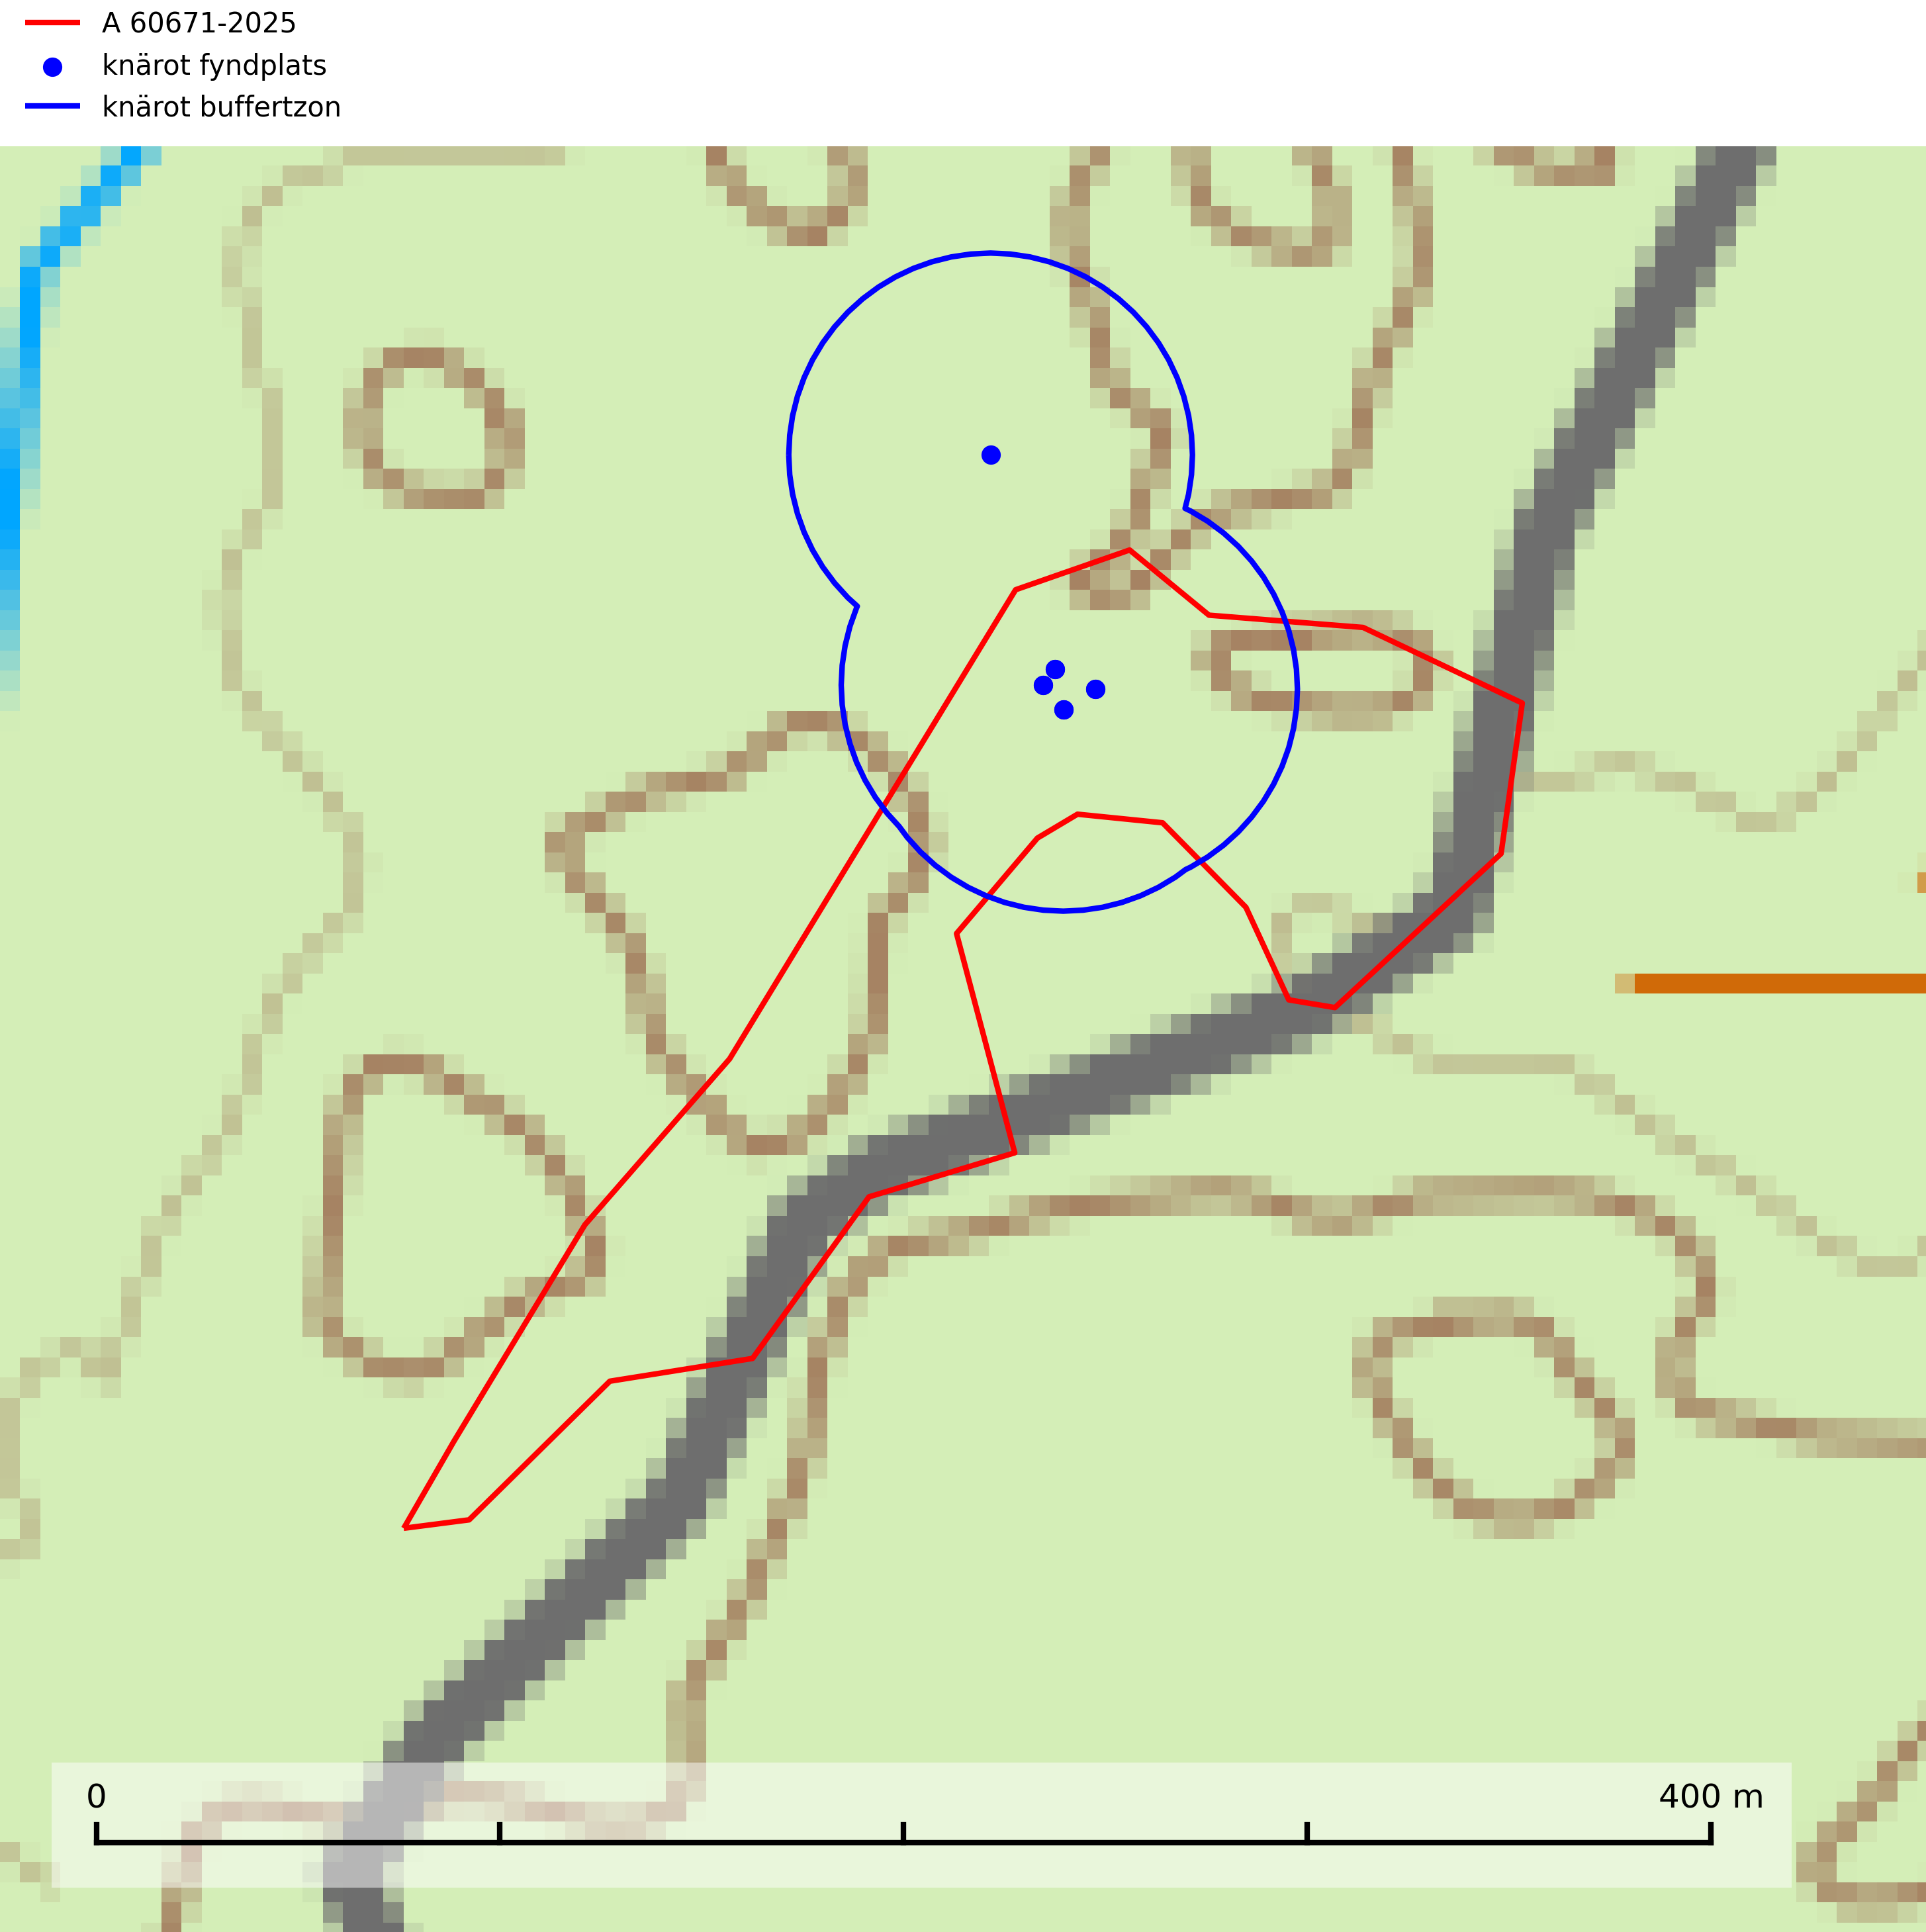 A 60671-2025
knärot fyndplats
knärot buffertzon
0 400 m